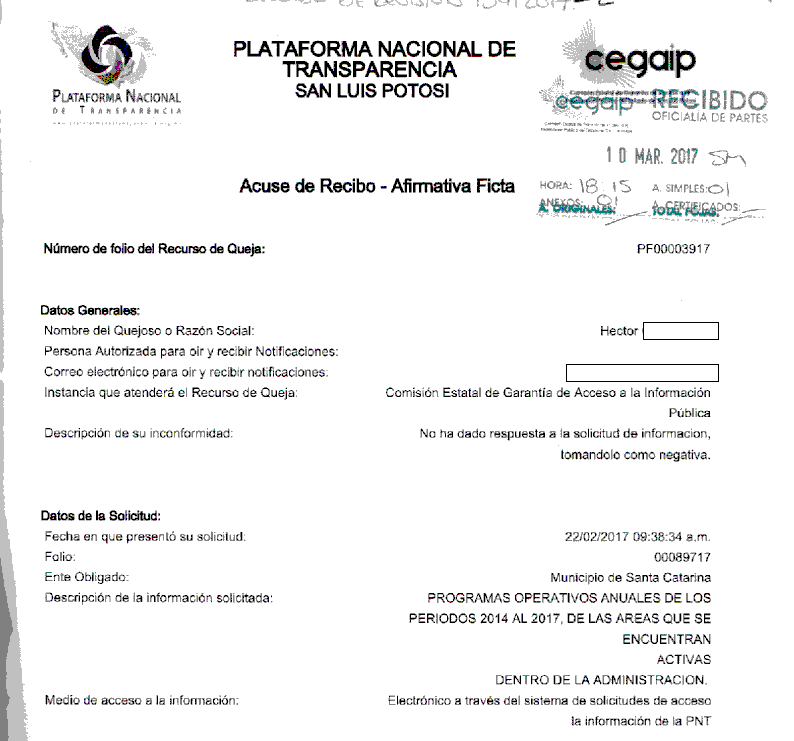 PLATAFORMA NACIONAL DE
TRANSPARENCIA
SAN LUIS POTOSI
PLATAFORMA NACIONAL
DE TRANSPARENCIA
cegaip
cegaip RECIBIDO
OFICIALIA DE PARTES
10 MAR. 2017
Acuse de Recibo - Afirmativa Ficta
HORA: 18:15 A. SIMPLES: 01
ANEXOS: 01 A. CERTIFICADOS:
A. ORIGINALES: TOTAL FOJAS:
Número de folio del Recurso de Queja: PF00003917
Datos Generales:
Nombre del Quejoso o Razón Social: Hector
Persona Autorizada para oir y recibir Notificaciones:
Correo electrónico para oir y recibir notificaciones:
Instancia que atenderá el Recurso de Queja: Comisión Estatal de Garantía de Acceso a la Información
Pública
Descripción de su inconformidad: No ha dado respuesta a la solicitud de informacion,
tomandolo como negativa.
Datos de la Solicitud:
Fecha en que presentó su solicitud: 22/02/2017 09:38:34 a.m.
Folio: 00089717
Ente Obligado: Municipio de Santa Catarina
Descripción de la información solicitada: PROGRAMAS OPERATIVOS ANUALES DE LOS
PERIODOS 2014 AL 2017, DE LAS AREAS QUE SE
ENCUENTRAN
ACTIVAS
DENTRO DE LA ADMINISTRACION.
Medio de acceso a la información: Electrónico a través del sistema de solicitudes de acceso
la información de la PNT